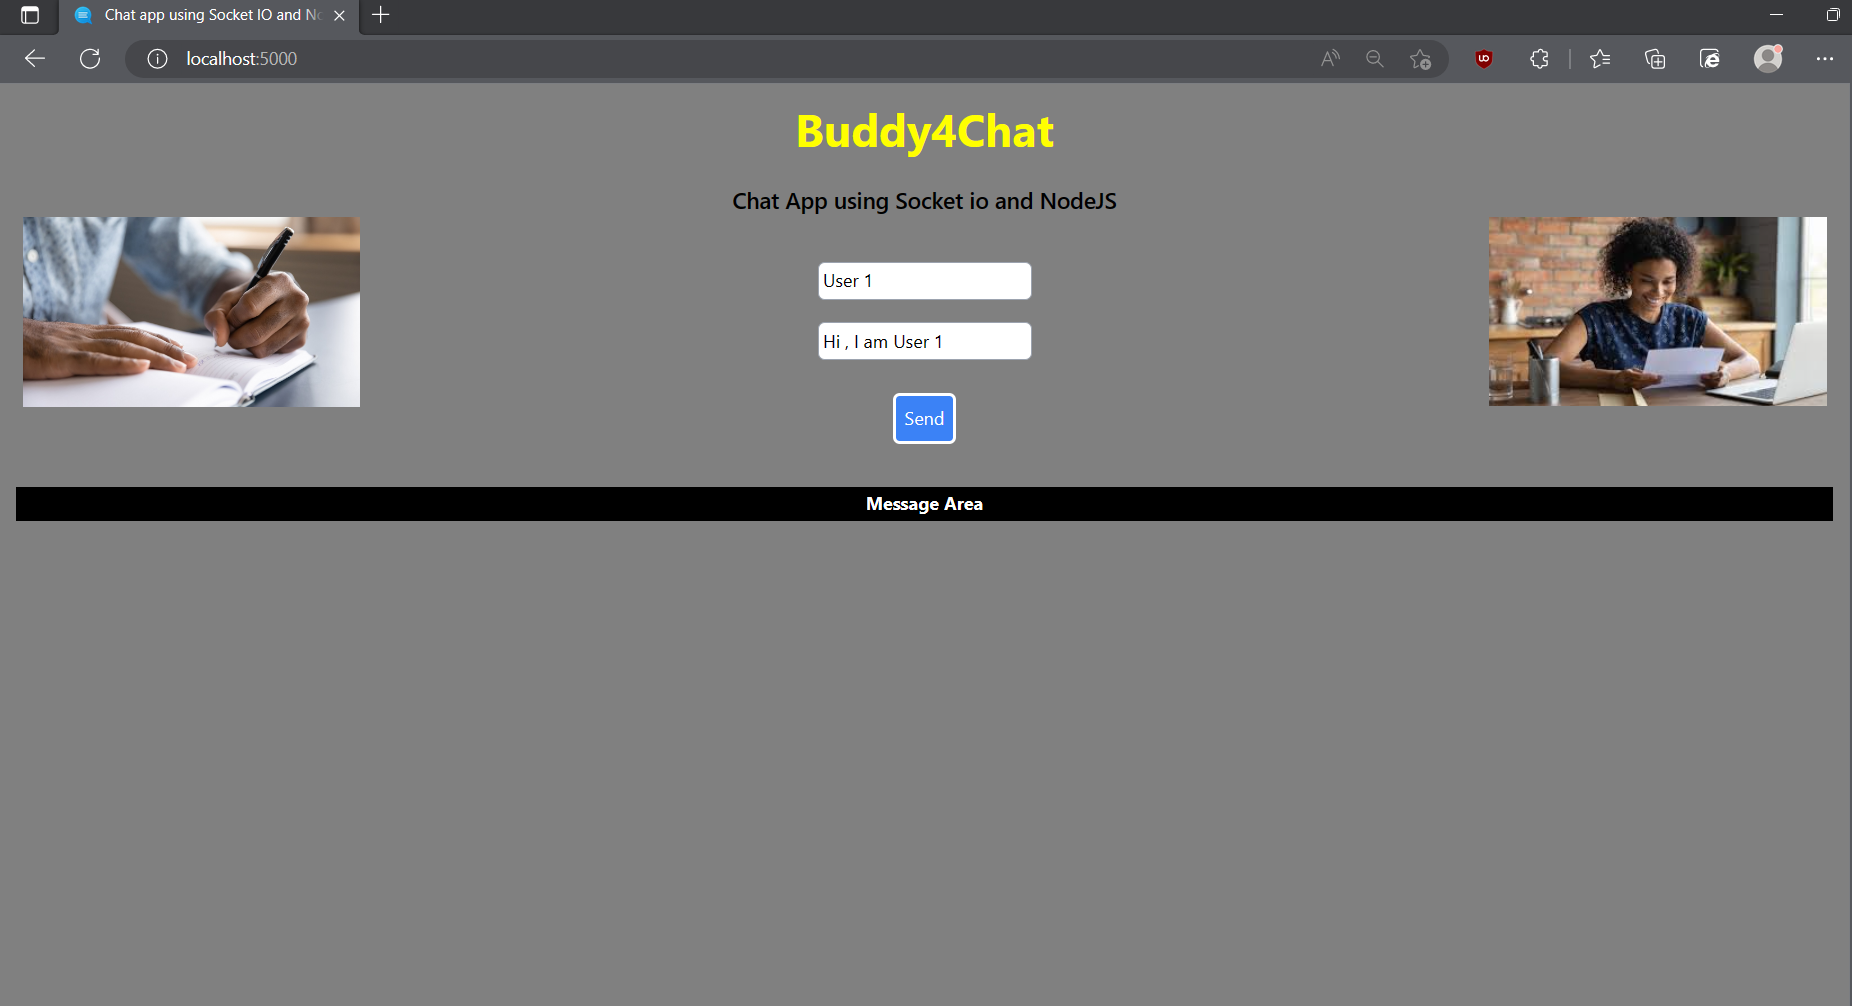 Chat app using Socket IO and No
localhost:5000
Buddy4Chat
Chat App using Socket io and NodeJS
User 1
Hi , I am User 1
Send
Message Area